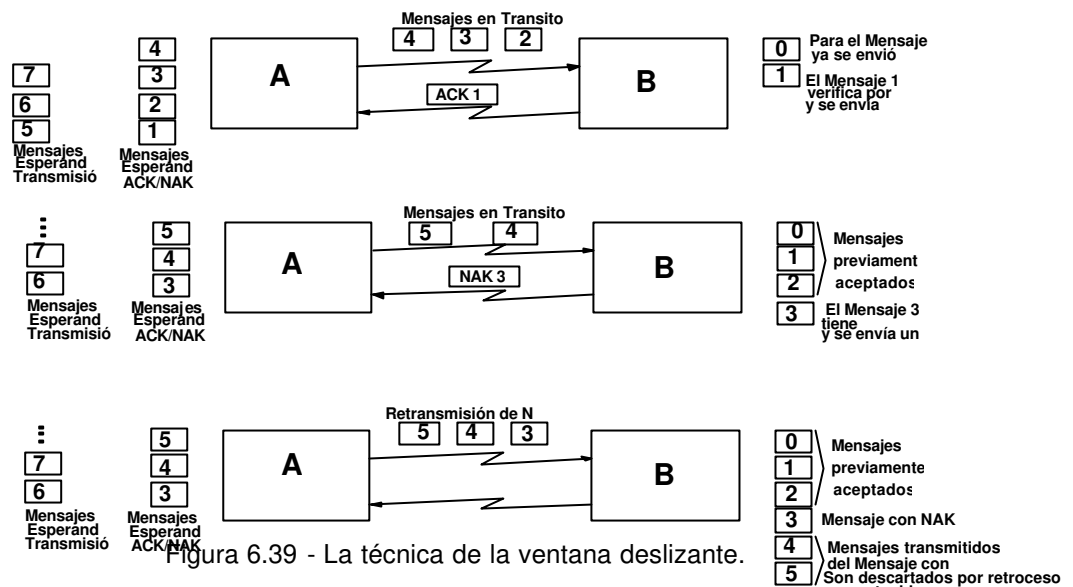 Mensajes en Transito
4 3 2
A
B
ACK 1
7
6
5
Mensajes
Esperand
Transmisió
4
3
2
1
Mensajes
Esperand
ACK/NAK
0 Para el Mensaje
ya se envió
1 El Mensaje 1
verifica por
y se envía
Mensajes en Transito
5 4
A
B
NAK 3
7
6
Mensajes
Esperand
Transmisió
5
4
3
Mensajes
Esperand
ACK/NAK
0
1
2
Mensajes
previament
aceptados
3 El Mensaje 3
tiene
y se envía un
Retransmisión de N
5 4 3
A
B
7
6
Mensajes
Esperand
Transmisió
5
4
3
Mensajes
Esperand
ACK/NAK
0
1
2
Mensajes
previamente
aceptados
3 Mensaje con NAK
4
5
Mensajes transmitidos
del Mensaje con
Son descartados por retroceso
Figura 6.39 - La técnica de la ventana deslizante.